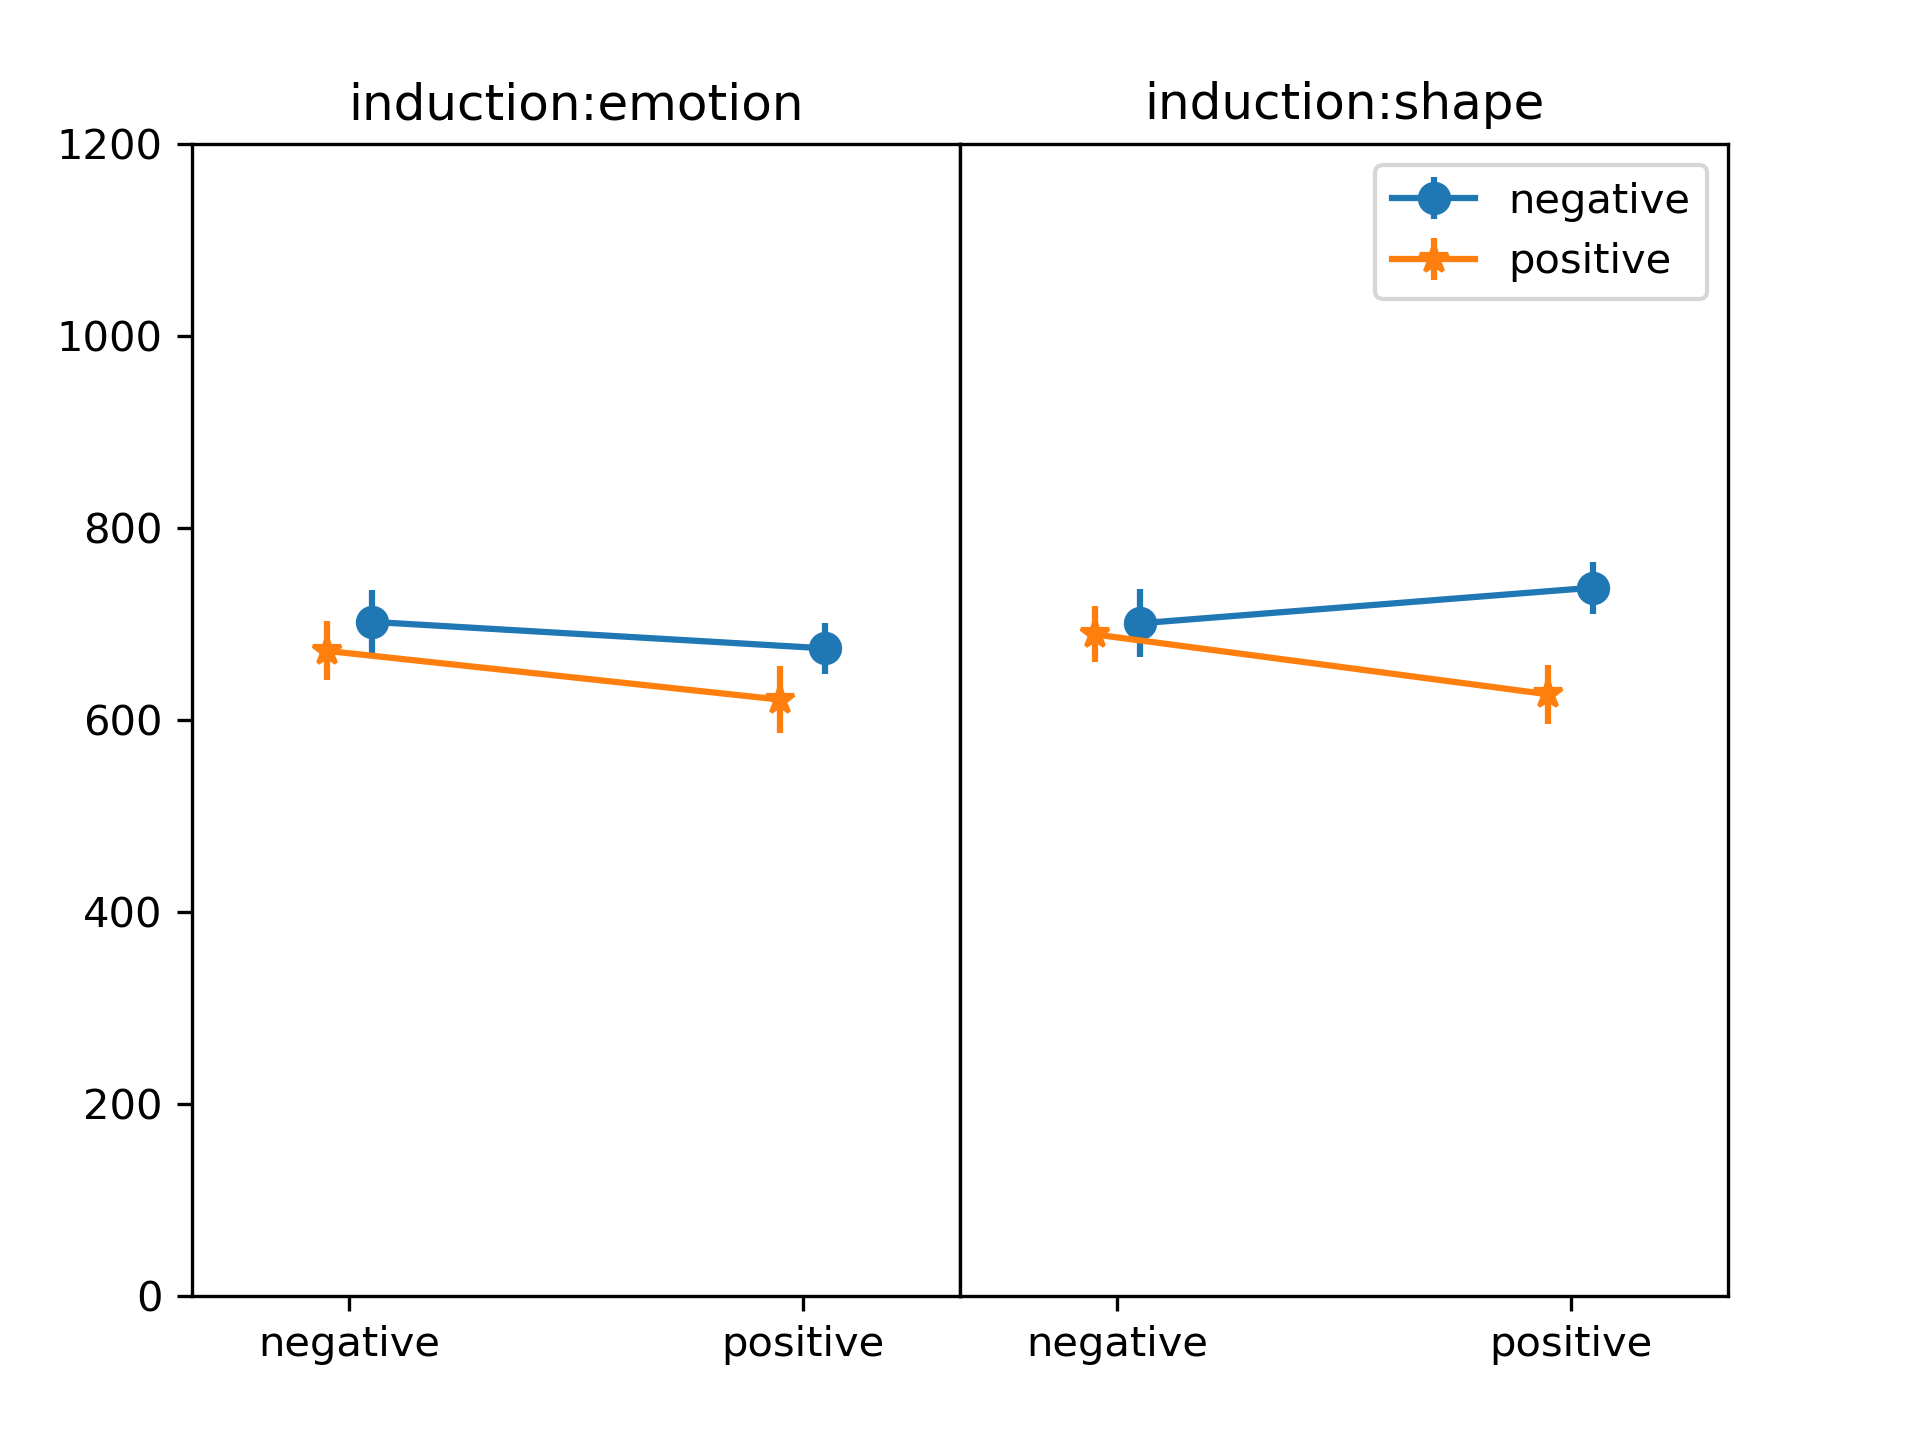 induction:emotion
induction:shape
1200
1000
800
600
400
200
0
negative
positive
negative
positive
negative
positive